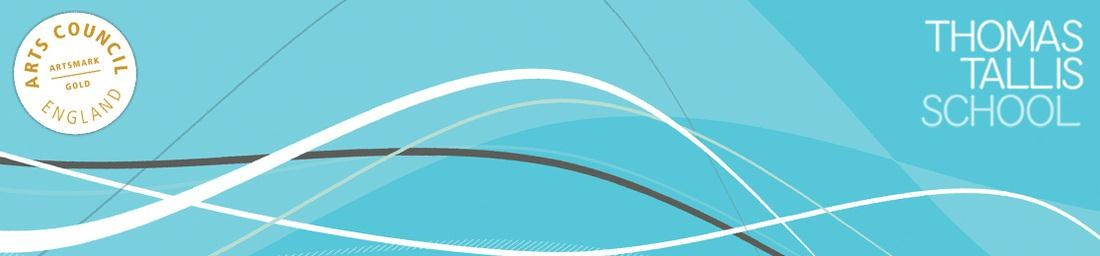 ARTS COUNCIL
ARTSMARK
GOLD
ENGLAND
THOMAS
TALLIS
SCHOOL